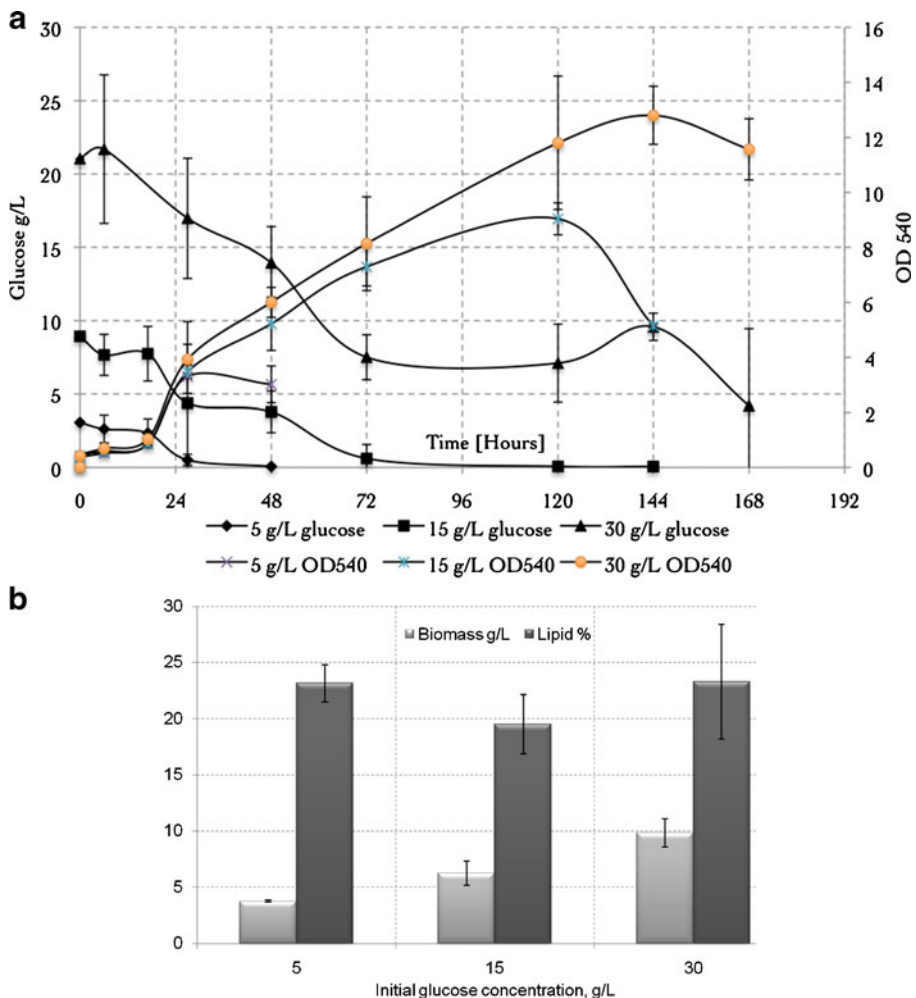 a
30
25
20
15
10
5
0
Glucose g/L
16
14
12
10
8
6
4
2
0
OD 540
Time [Hours]
0 24 48 72 96 120 144 168 192
5 g/L glucose 15 g/L glucose 30 g/L glucose
5 g/L OD540 15 g/L OD540 30 g/L OD540
b
30
25
20
15
10
5
0
Biomass g/L Lipid %
5 15 30
Initial glucose concentration, g/L